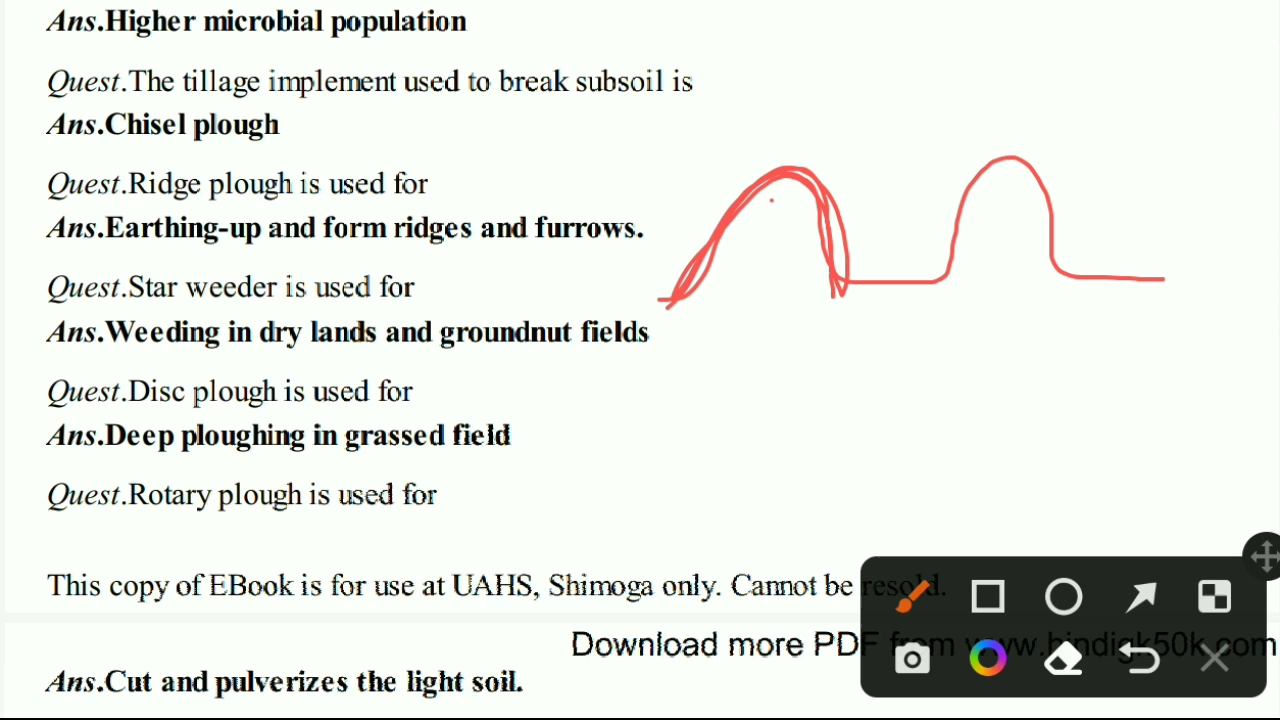 Ans.Higher microbial population
Quest.The tillage implement used to break subsoil is
Ans.Chisel plough
Quest.Ridge plough is used for
Ans.Earthing-up and form ridges and furrows.
Quest.Star weeder is used for
Ans.Weeding in dry lands and groundnut fields
Quest.Disc plough is used for
Ans.Deep ploughing in grassed field
Quest.Rotary plough is used for
This copy of EBook is for use at UAHS, Shimoga only. Cannot be resold.
Download more PDF from www.hindigk50k.com
Ans.Cut and pulverizes the light soil.